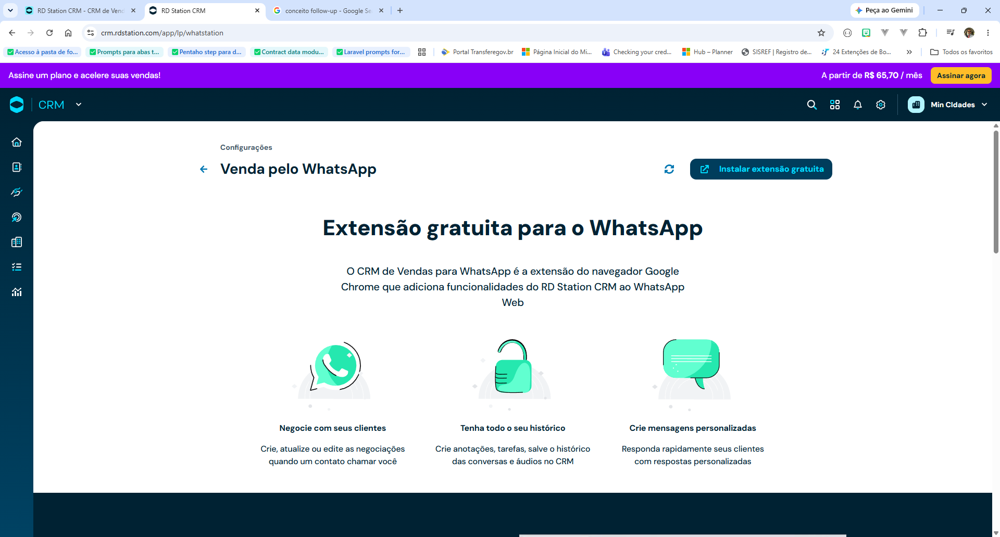 RD Station CRM - CRM de Vend
RD Station CRM
conceito follow-up - Google Se
Peça ao Gemini
crm.rdstation.com/app/lp/whatstation
Acesso à pasta de fo...
Prompts para abas t...
Pentaho step para d...
Contract data modu...
Laravel prompts for...
Portal Transferegov.br
Página Inicial do Mi...
Checking your cred...
Hub – Planner
SISREF | Registro de...
24 Extenções de Bo...
Todos os favoritos
Assine um plano e acelere suas vendas!
A partir de R$ 65,70 / mês
Assinar agora
CRM
Min CIdades
Configurações
Venda pelo WhatsApp
Instalar extensão gratuita
Extensão gratuita para o WhatsApp
O CRM de Vendas para WhatsApp é a extensão do navegador Google
Chrome que adiciona funcionalidades do RD Station CRM ao WhatsApp
Web
Negocie com seus clientes
Crie, atualize ou edite as negociações
quando um contato chamar você
Tenha todo o seu histórico
Crie anotações, tarefas, salve o histórico
das conversas e áudios no CRM
Crie mensagens personalizadas
Responda rapidamente seus clientes
com respostas personalizadas